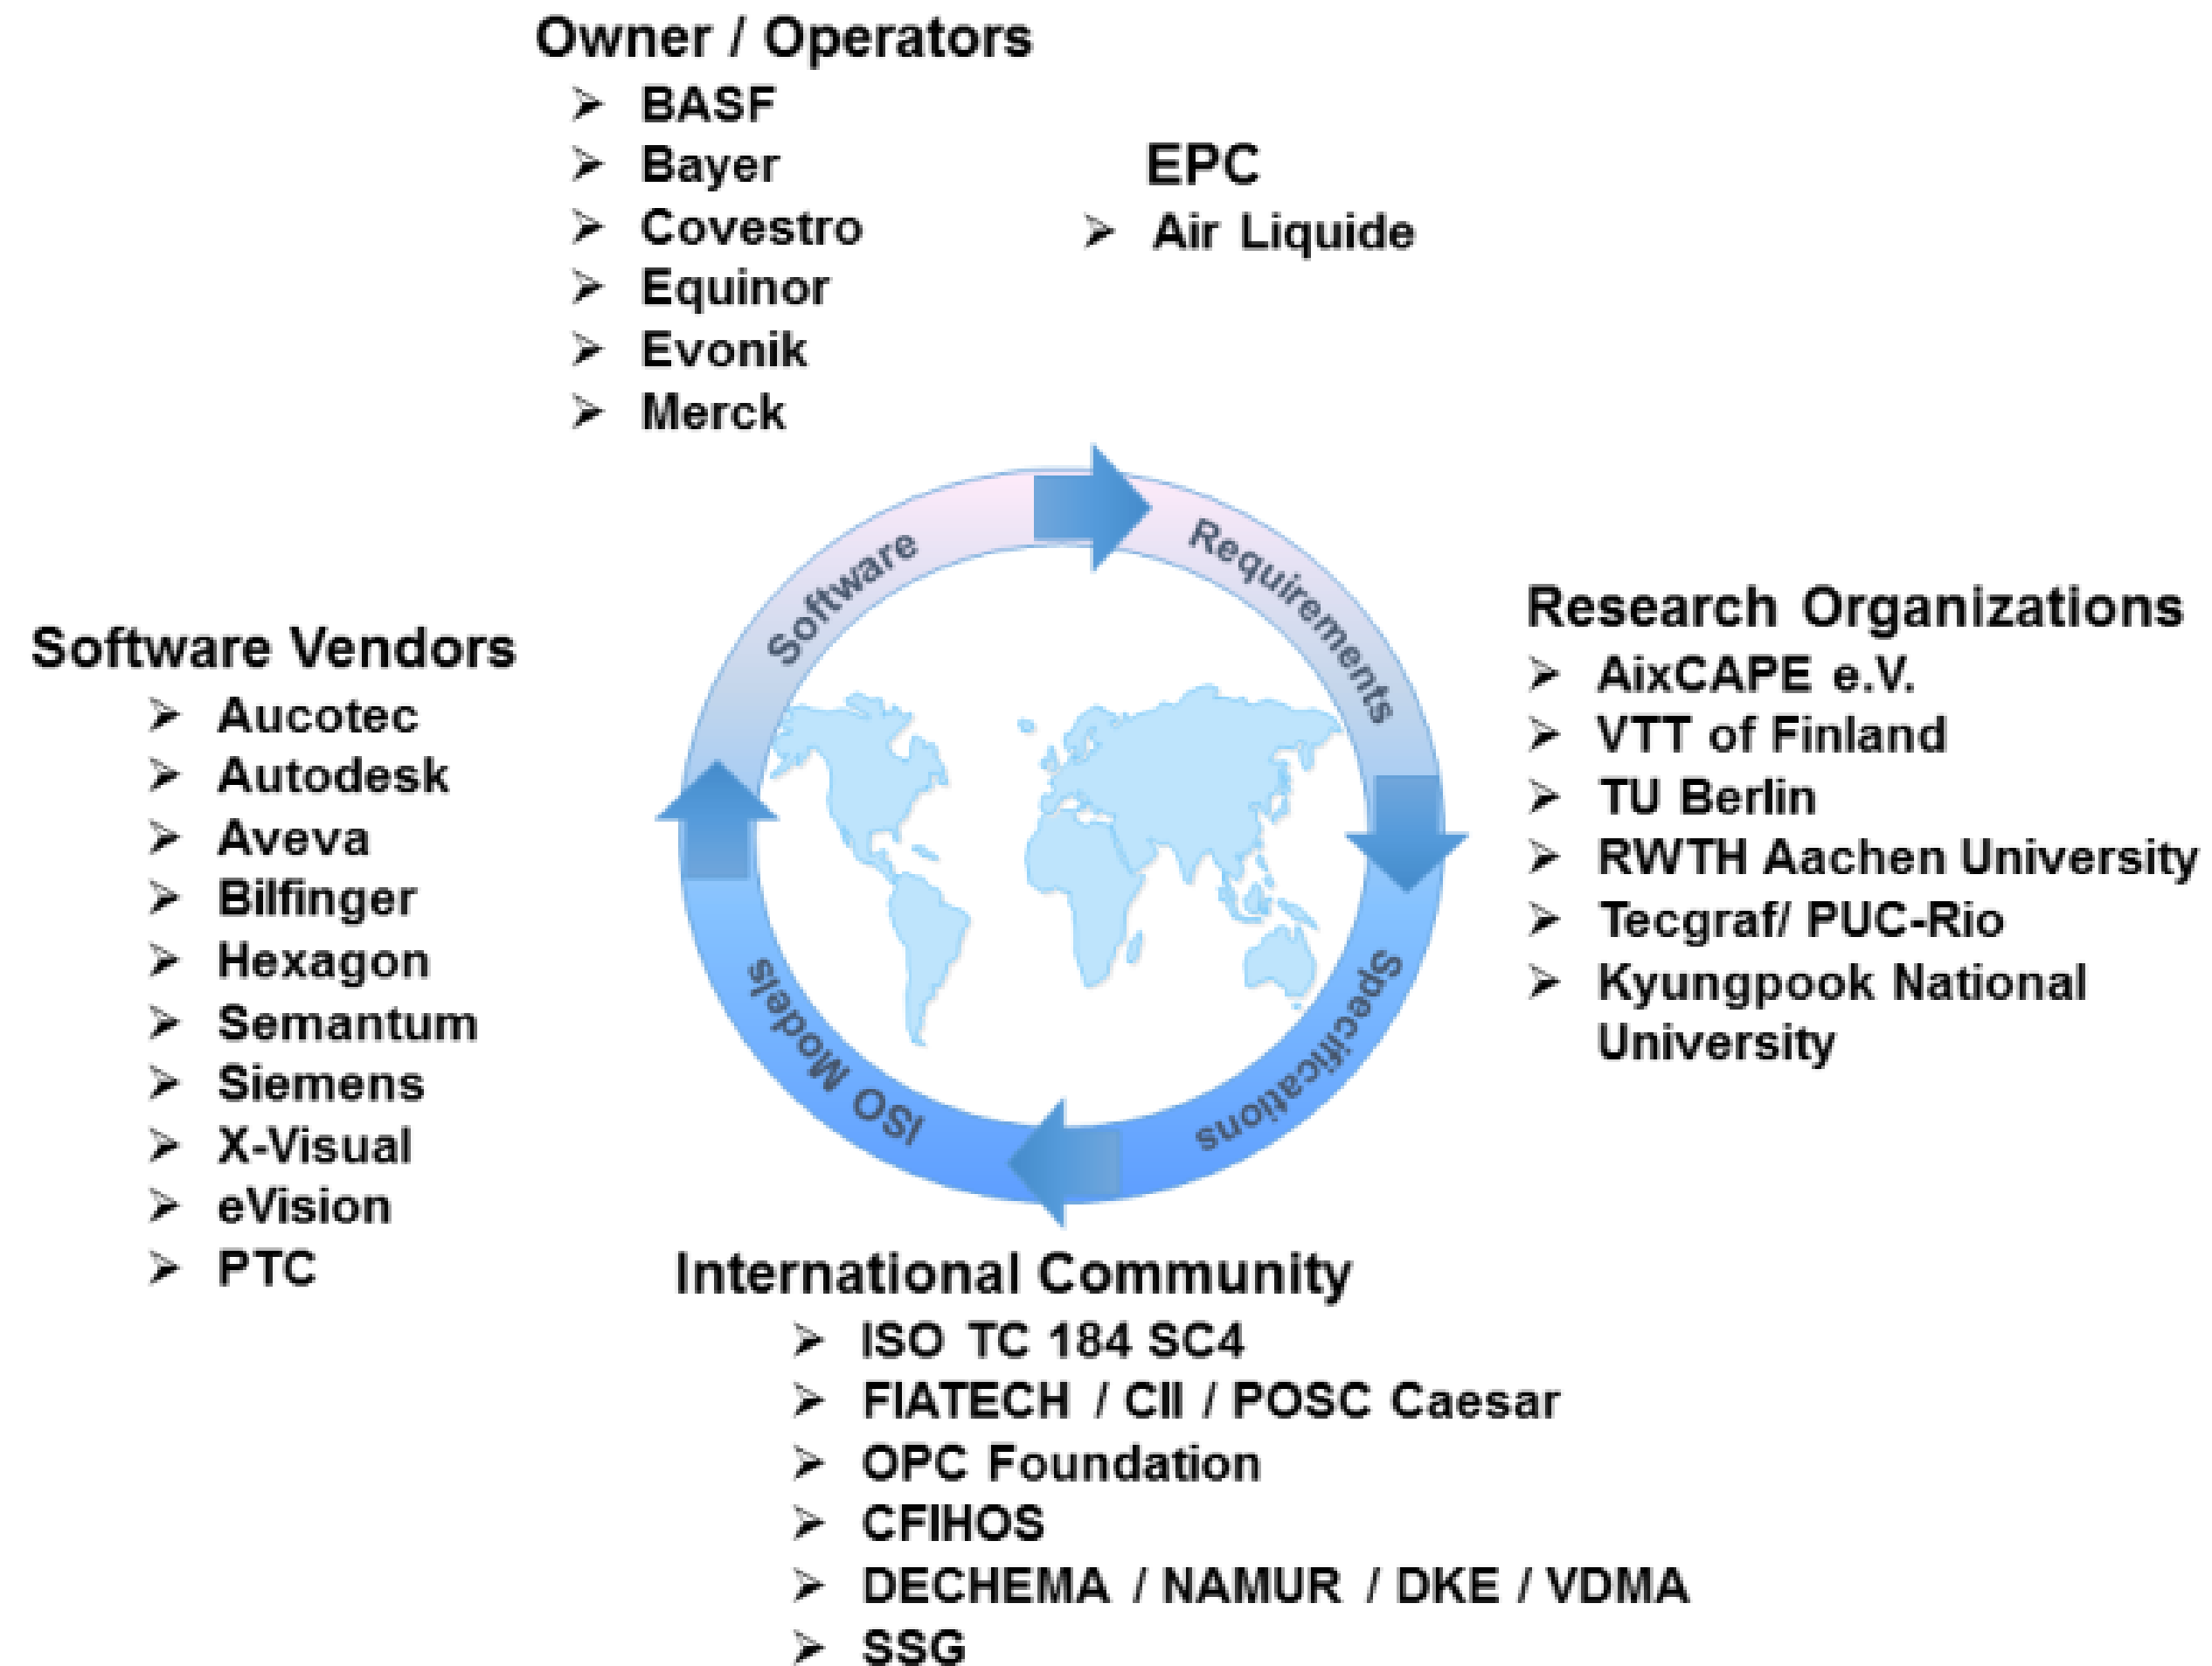 Owner / Operators
➢ BASF
➢ Bayer
➢ Covestro
➢ Equinor
➢ Evonik
➢ Merck
EPC
➢ Air Liquide
Software
Requirements
Specifications
ISO Models
Research Organizations
➢ AixCAPE e.V.
➢ VTT of Finland
➢ TU Berlin
➢ RWTH Aachen University
➢ Tecgraf/ PUC-Rio
➢ Kyungpook National
University
Software Vendors
➢ Aucotec
➢ Autodesk
➢ Aveva
➢ Bilfinger
➢ Hexagon
➢ Semantum
➢ Siemens
➢ X-Visual
➢ eVision
➢ PTC
International Community
➢ ISO TC 184 SC4
➢ FIATECH / CII / POSC Caesar
➢ OPC Foundation
➢ CFIHOS
➢ DECHEMA / NAMUR / DKE / VDMA
➢ SSG